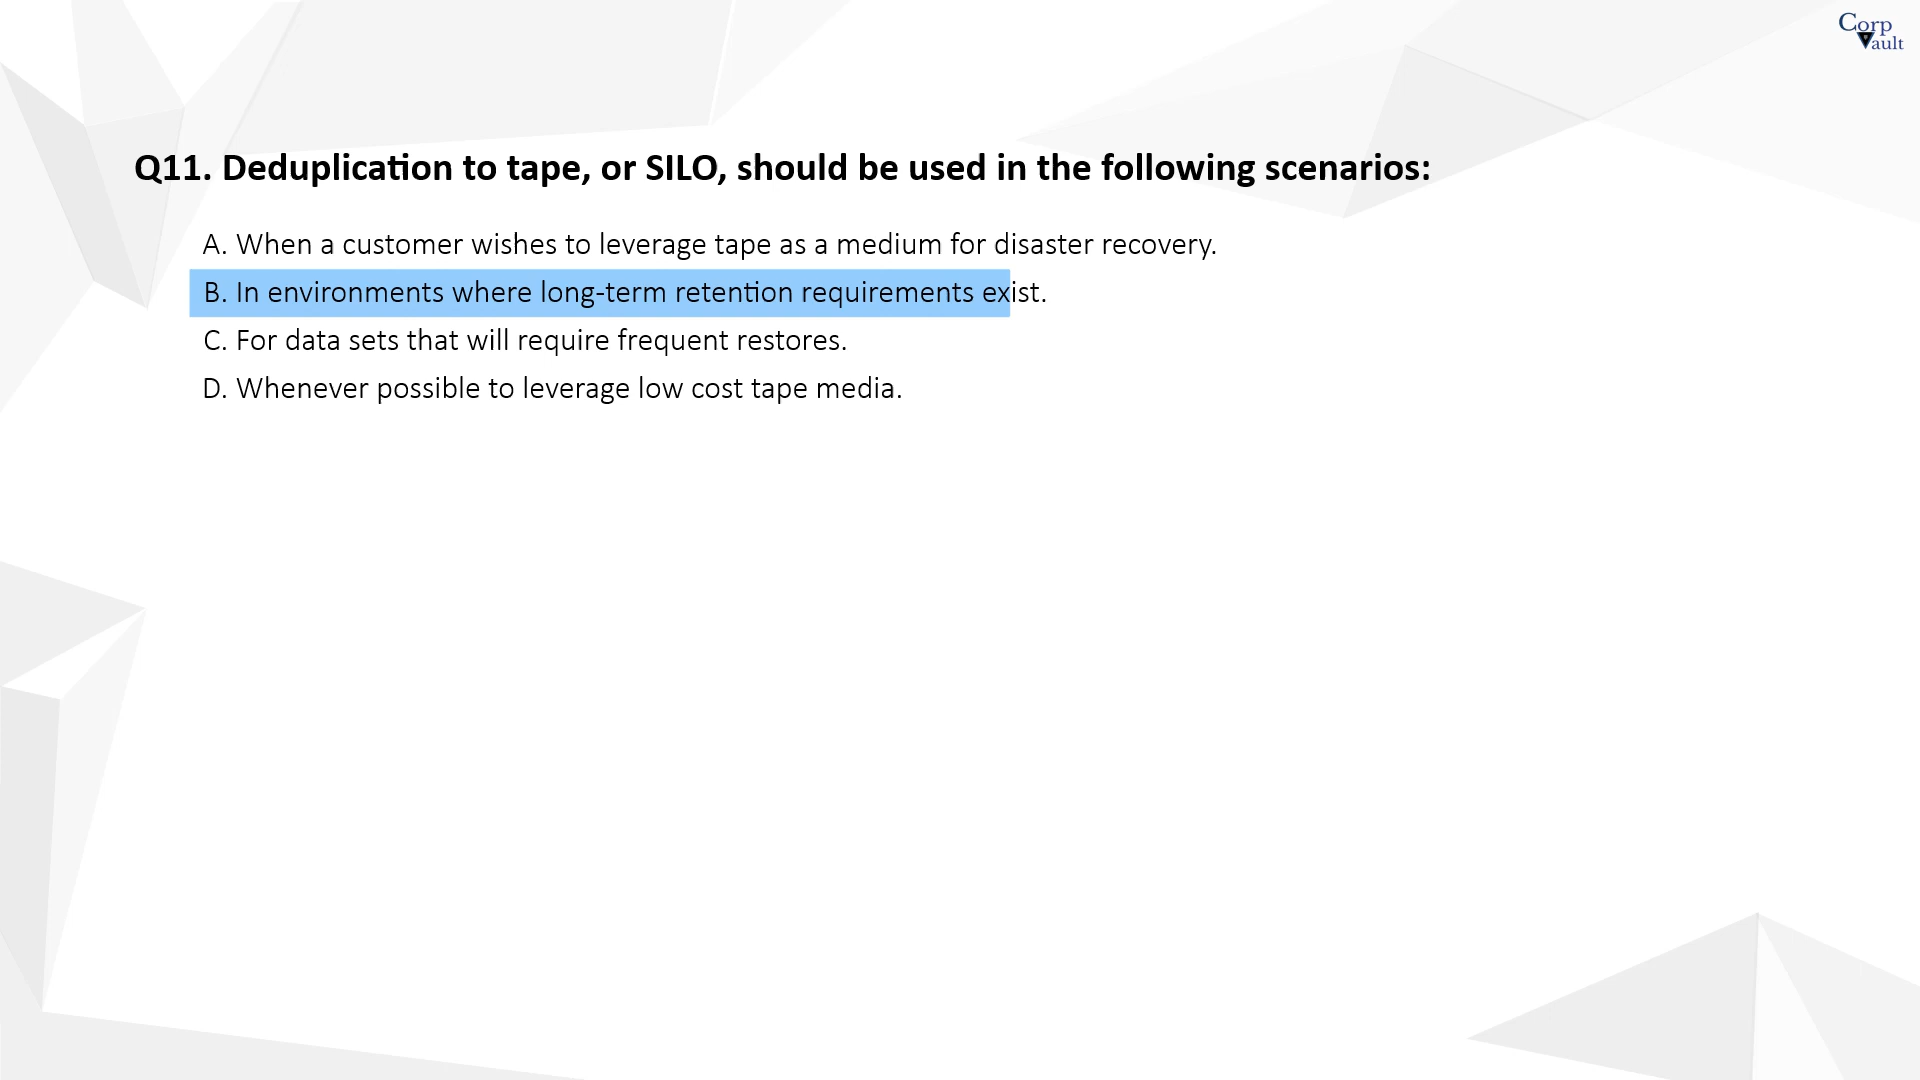 Corp
Vault
Q11. Deduplication to tape, or SILO, should be used in the following scenarios:
A. When a customer wishes to leverage tape as a medium for disaster recovery.
B. In environments where long-term retention requirements exist.
C. For data sets that will require frequent restores.
D. Whenever possible to leverage low cost tape media.